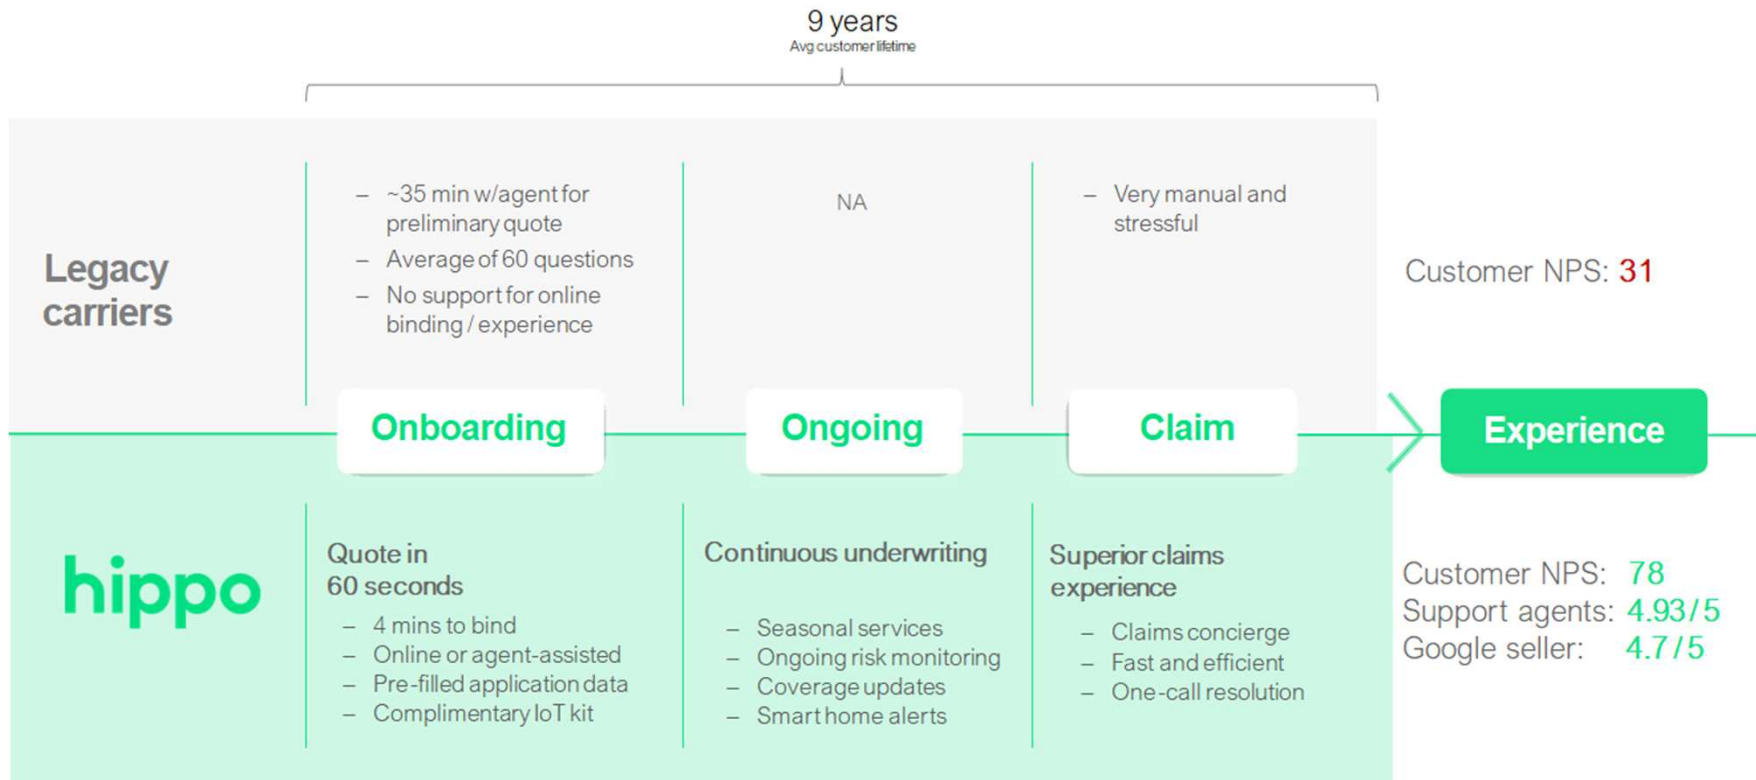 9 years
Avg customer lifetime
Legacy
carriers
– ~35 min w/agent for
preliminary quote
– Average of 60 questions
– No support for online
binding / experience
NA
– Very manual and
stressful
Customer NPS: 31
Onboarding
Ongoing
Claim
Experience
hippo
Quote in
60 seconds
– 4 mins to bind
– Online or agent-assisted
– Pre-filled application data
– Complimentary IoT kit
Continuous underwriting
– Seasonal services
– Ongoing risk monitoring
– Coverage updates
– Smart home alerts
Superior claims
experience
– Claims concierge
– Fast and efficient
– One-call resolution
Customer NPS: 78
Support agents: 4.93/5
Google seller: 4.7/5